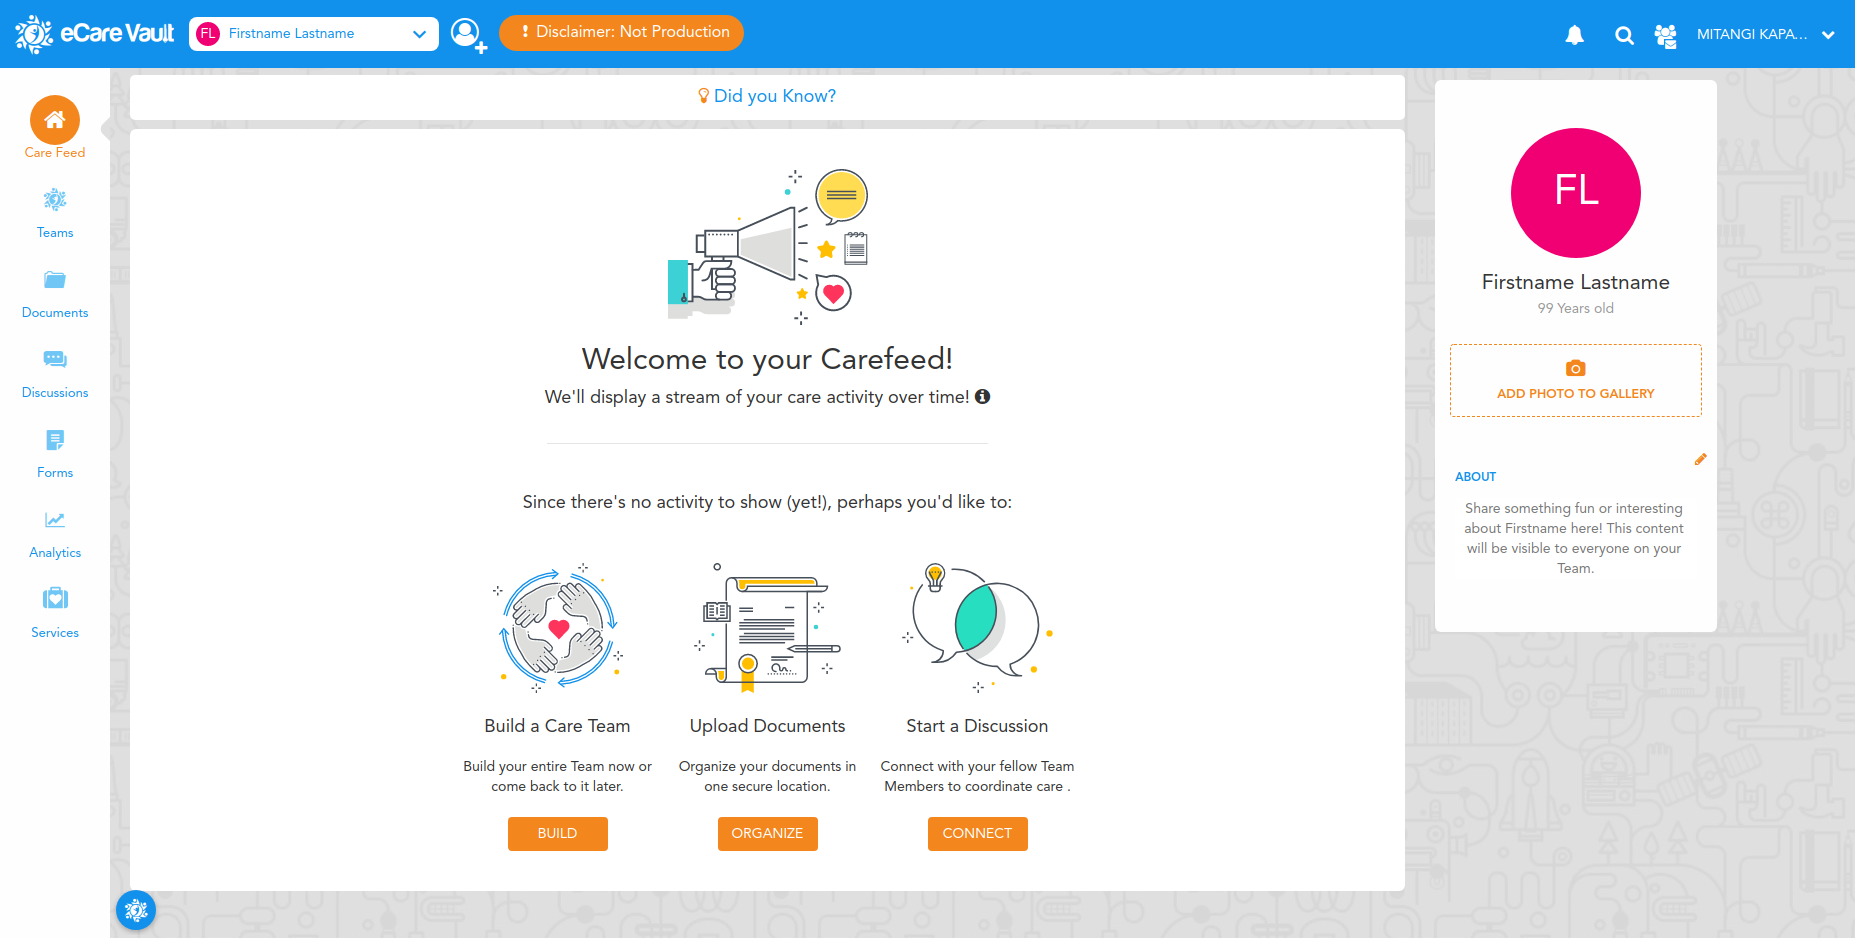 eCare Vault
FL Firstname Lastname
! Disclaimer: Not Production
MITANGI KAPA...
Care Feed
Teams
Documents
Discussions
Forms
Analytics
Services
Did you Know?
Welcome to your Carefeed!
We'll display a stream of your care activity over time!
Since there's no activity to show (yet!), perhaps you'd like to:
Build a Care Team
Build your entire Team now or
come back to it later.
BUILD
Upload Documents
Organize your documents in
one secure location.
ORGANIZE
Start a Discussion
Connect with your fellow Team
Members to coordinate care .
CONNECT
FL
Firstname Lastname
99 Years old
ADD PHOTO TO GALLERY
ABOUT
Share something fun or interesting
about Firstname here! This content
will be visible to everyone on your
Team.